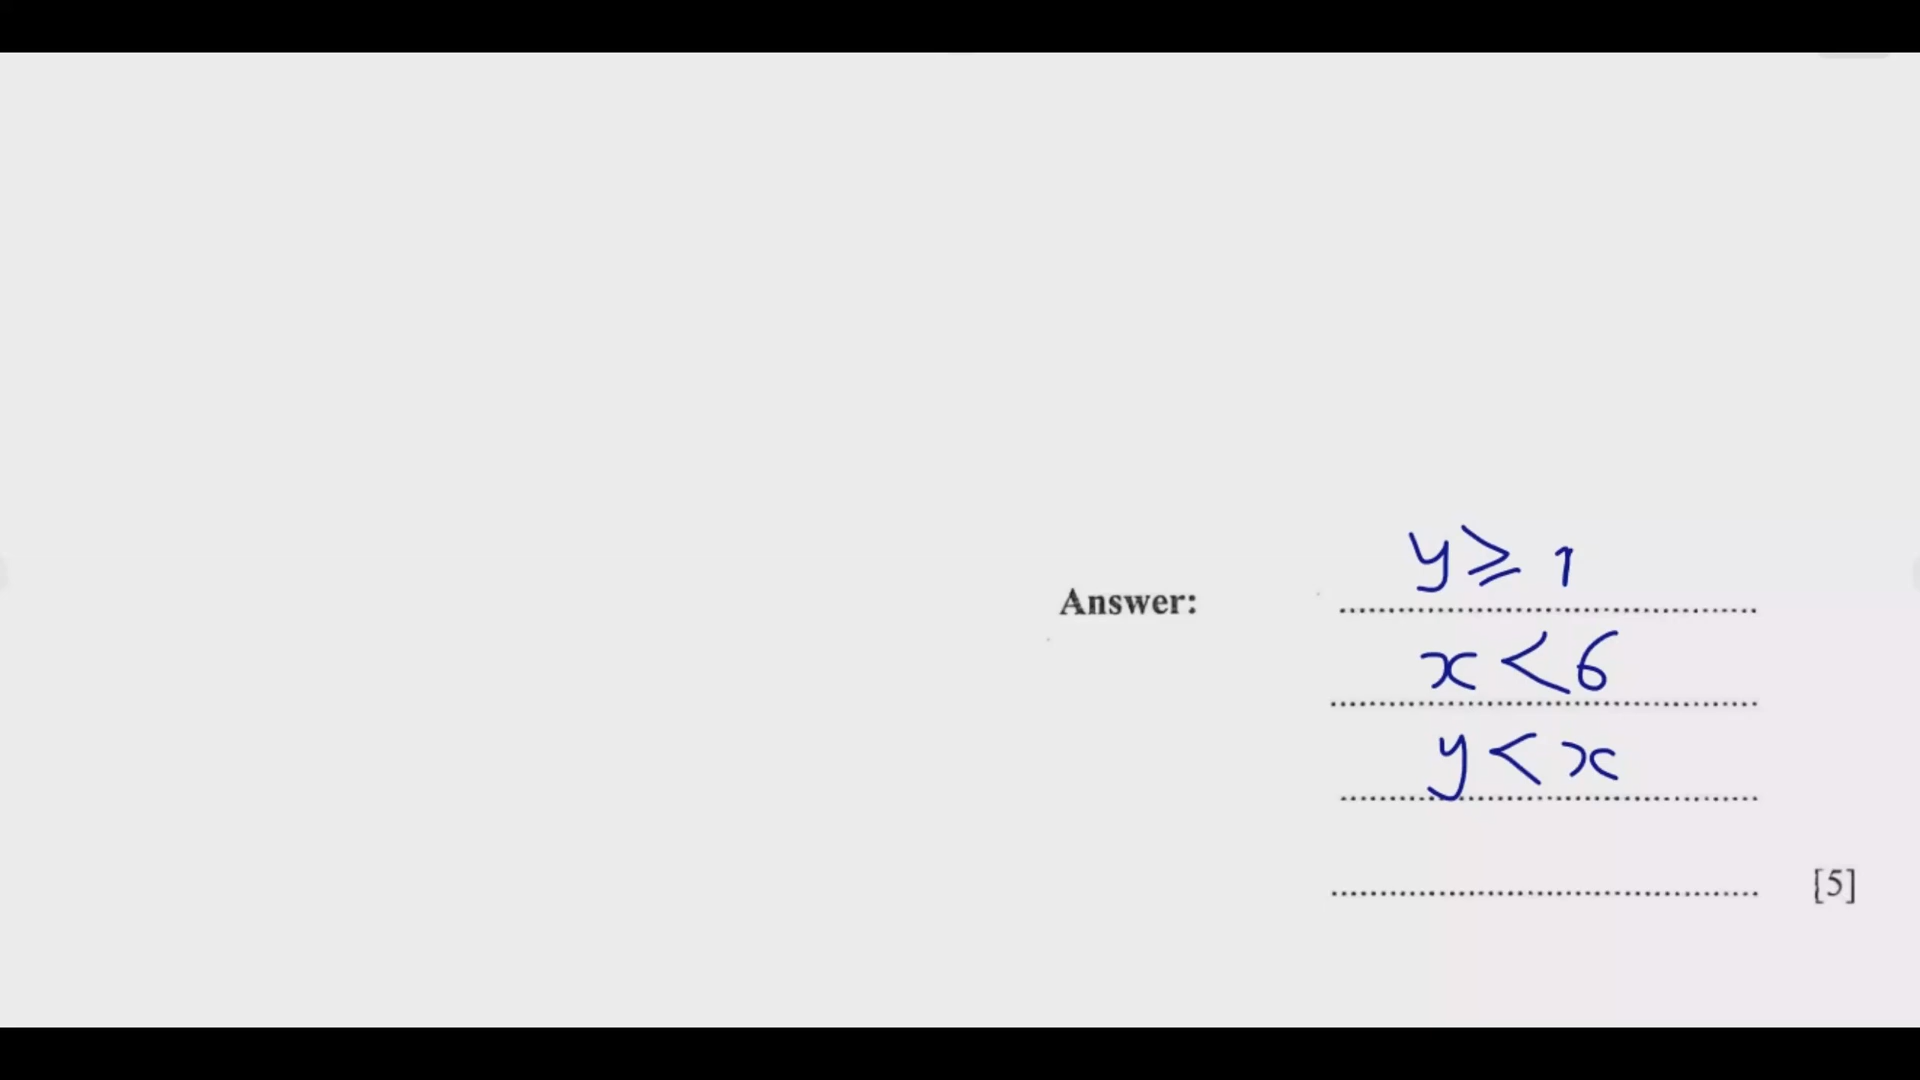 y ≥ 1
Answer: ........................................
x < 6
........................................
y < x
........................................
........................................ [5]